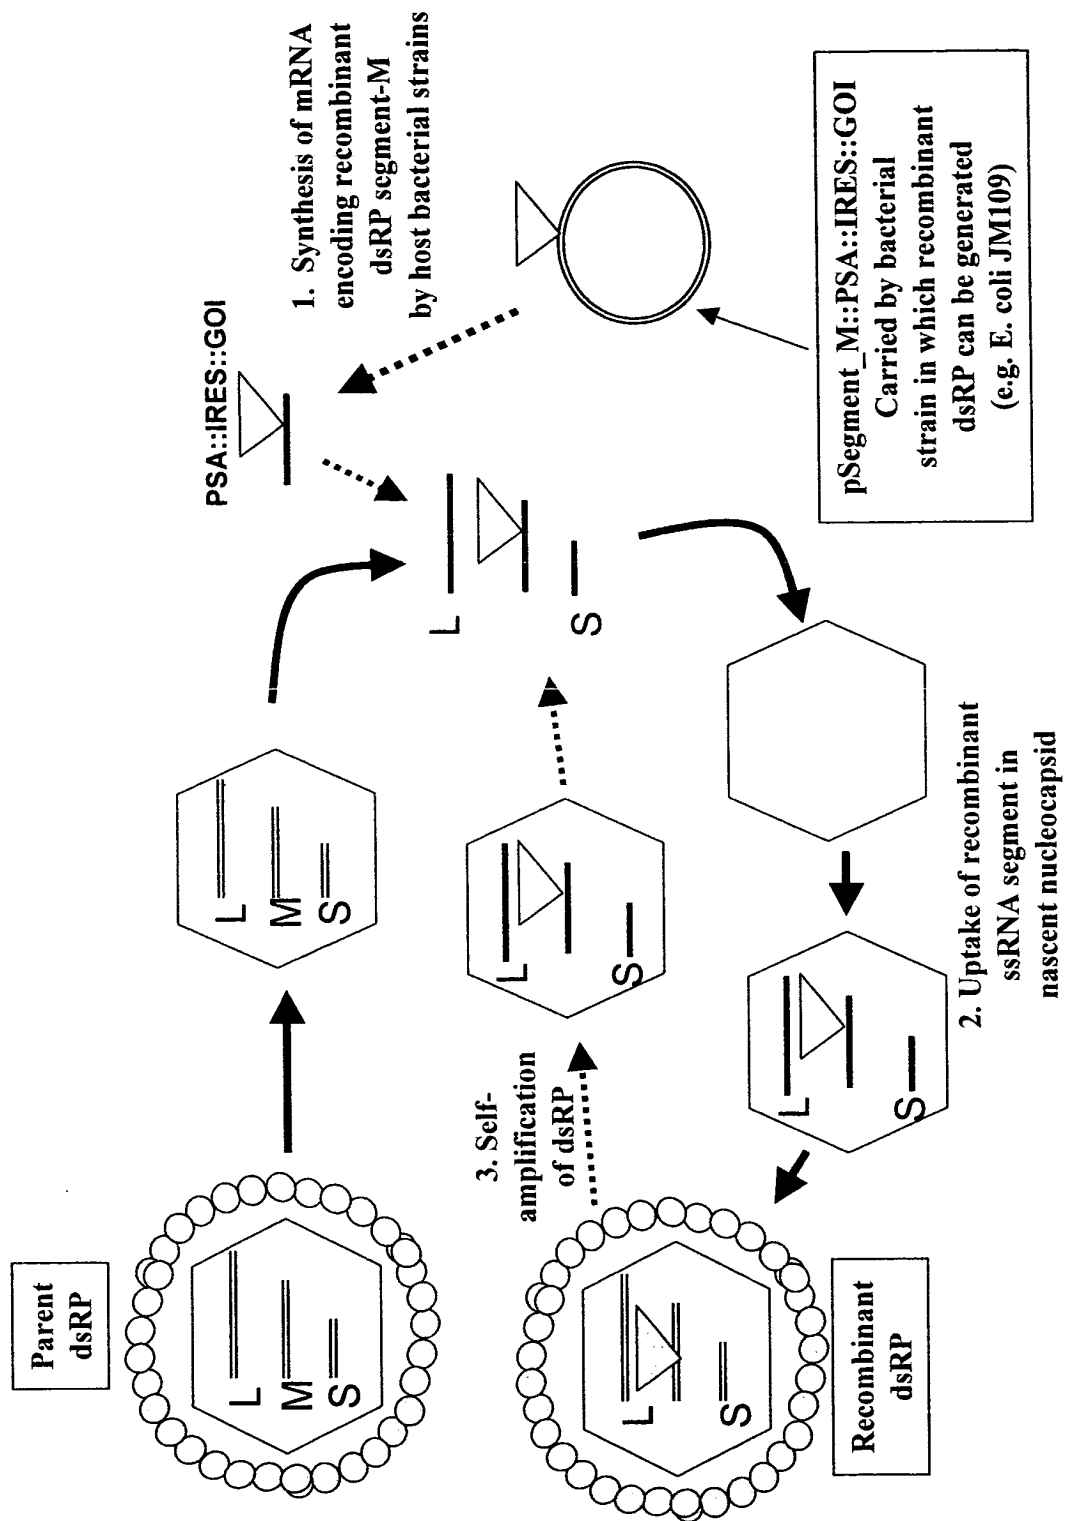 Parent
dsRP
L
M
S
L
M
S
PSA::IRES::GOI
1. Synthesis of mRNA
encoding recombinant
dsRP segment-M
by host bacterial strains
L
S
3. Self-
amplification
of dsRP
L
S
L
S
Recombinant
dsRP
L
S
2. Uptake of recombinant
ssRNA segment in
nascent nucleocapsid
pSegment_M::PSA::IRES::GOI
Carried by bacterial
strain in which recombinant
dsRP can be generated
(e.g. E. coli JM109)